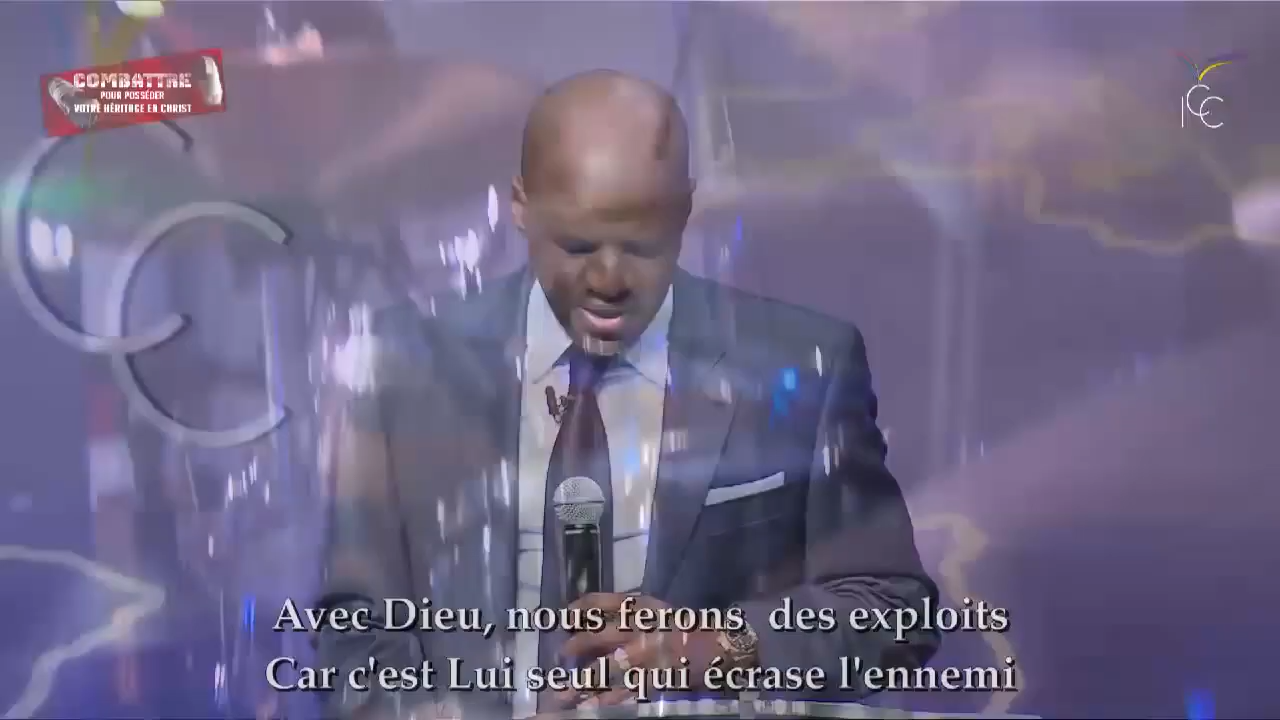 COMBATTRE
POUR POSSÉDER
VOTRE HÉRITAGE EN CHRIST
ICC
Avec Dieu, nous ferons des exploits
Car c'est Lui seul qui écrase l'ennemi